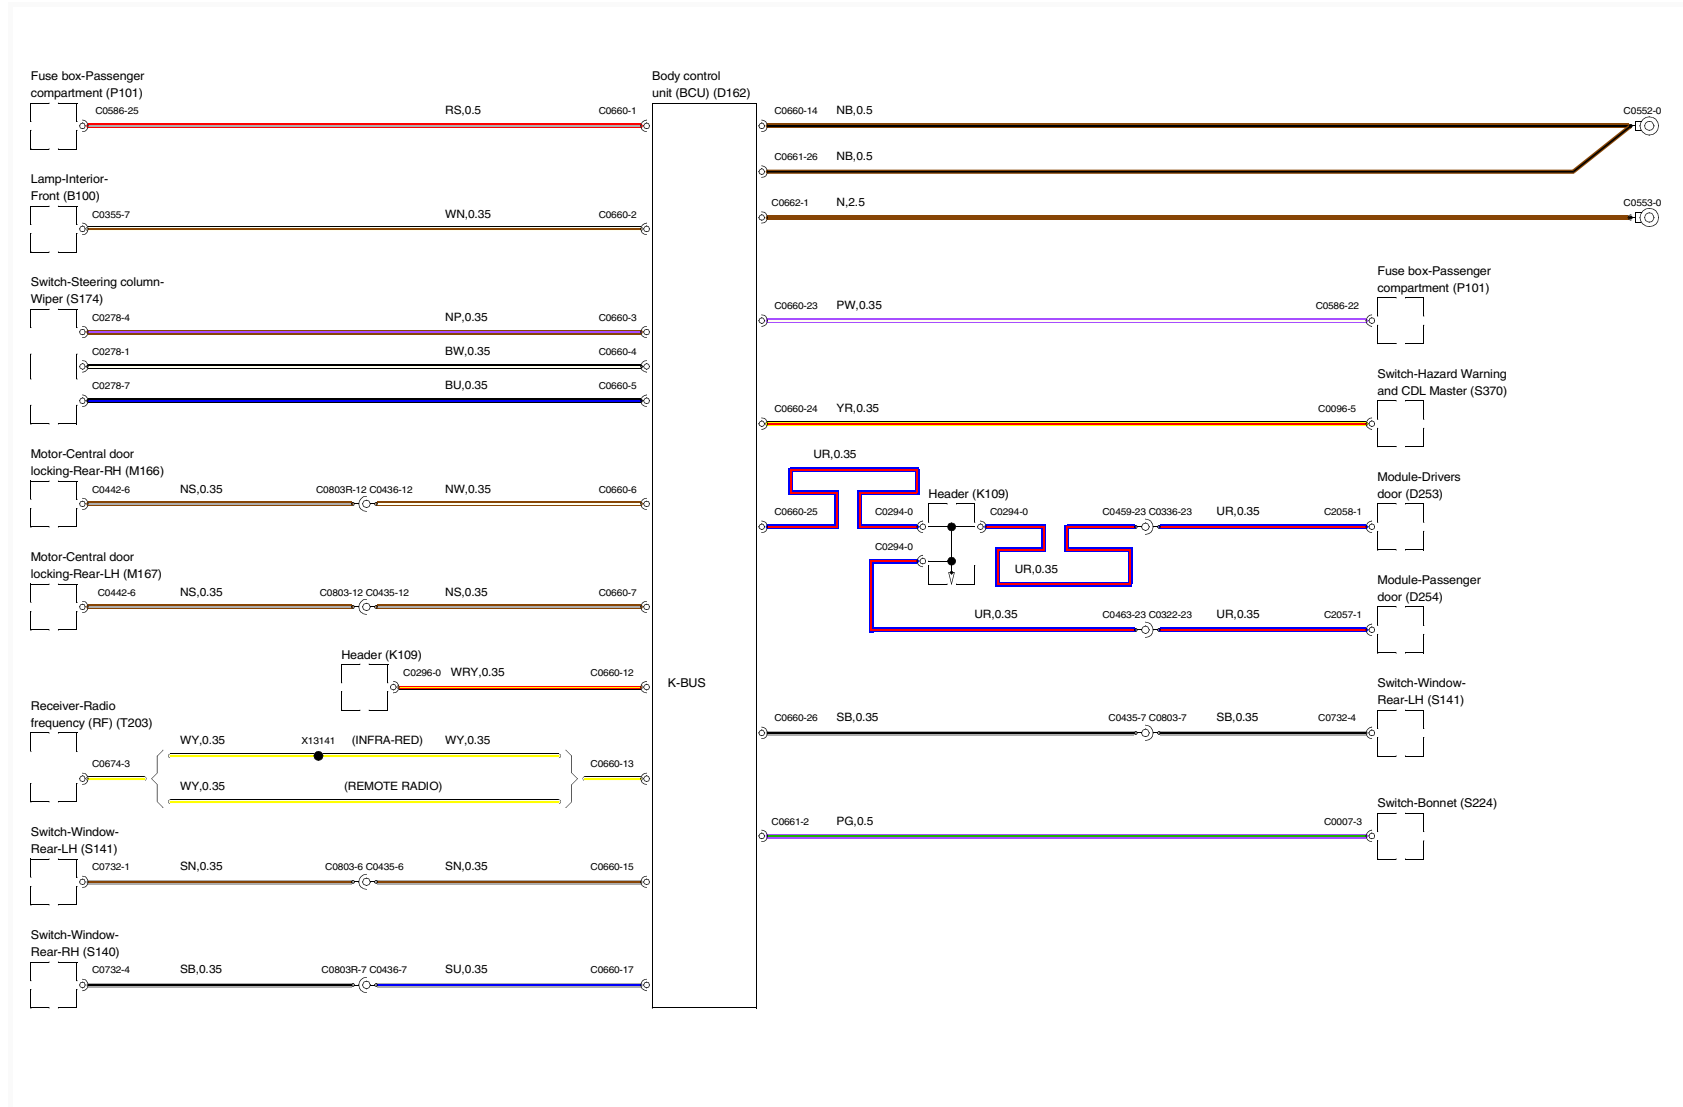 Fuse box-Passenger
compartment (P101)
C0586-25 RS,0.5 C0660-1
Lamp-Interior-
Front (B100)
C0355-7 WN,0.35 C0660-2
Switch-Steering column-
Wiper (S174)
C0278-4 NP,0.35 C0660-3
C0278-1 BW,0.35 C0660-4
C0278-7 BU,0.35 C0660-5
Motor-Central door
locking-Rear-RH (M166)
C0442-6 NS,0.35 C0803R-12 C0436-12 NW,0.35 C0660-6
Motor-Central door
locking-Rear-LH (M167)
C0442-6 NS,0.35 C0803-12 C0435-12 NS,0.35 C0660-7
Header (K109)
C0296-0 WRY,0.35 C0660-12
Receiver-Radio
frequency (RF) (T203)
WY,0.35 X13141 (INFRA-RED) WY,0.35
C0674-3 C0660-13
WY,0.35 (REMOTE RADIO)
Switch-Window-
Rear-LH (S141)
C0732-1 SN,0.35 C0803-6 C0435-6 SN,0.35 C0660-15
Switch-Window-
Rear-RH (S140)
C0732-4 SB,0.35 C0803R-7 C0436-7 SU,0.35 C0660-17
Body control
unit (BCU) (D162)
K-BUS
C0660-14 NB,0.5 C0552-0
C0661-26 NB,0.5
C0662-1 N,2.5 C0553-0
Fuse box-Passenger
compartment (P101)
C0660-23 PW,0.35 C0586-22
Switch-Hazard Warning
and CDL Master (S370)
C0660-24 YR,0.35 C0096-5
UR,0.35
Header (K109)
Module-Drivers
door (D253)
C0660-25 C0294-0 C0294-0 C0459-23 C0336-23 UR,0.35 C2058-1
C0294-0
UR,0.35
Module-Passenger
door (D254)
UR,0.35 C0463-23 C0322-23 UR,0.35 C2057-1
Switch-Window-
Rear-LH (S141)
C0660-26 SB,0.35 C0435-7 C0803-7 SB,0.35 C0732-4
Switch-Bonnet (S224)
C0661-2 PG,0.5 C0007-3